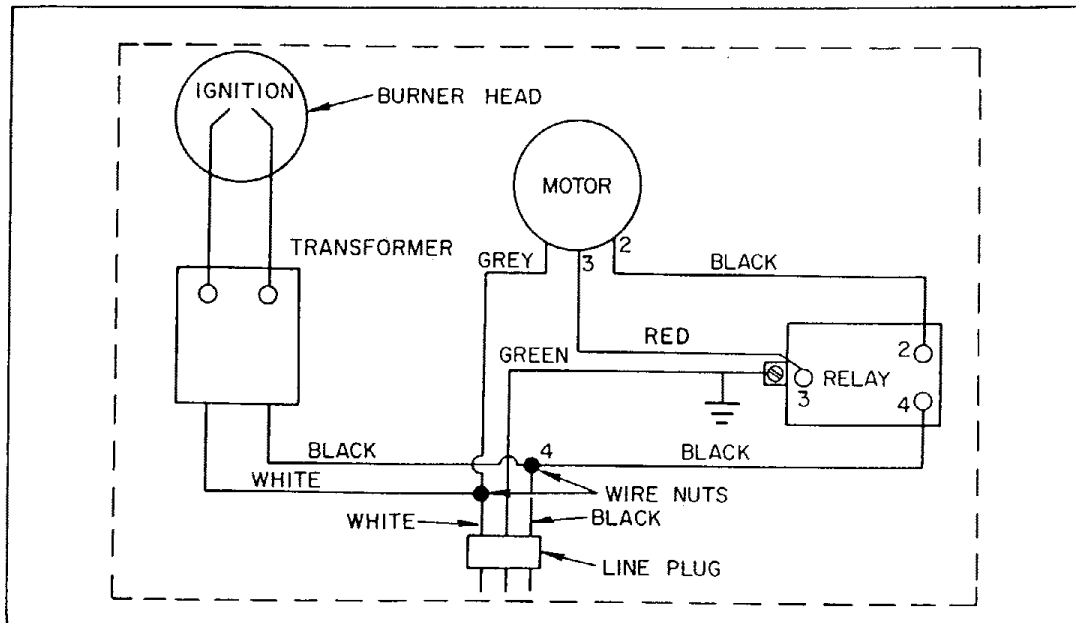 IGNITION
BURNER HEAD
MOTOR
TRANSFORMER
GREY
3
2
BLACK
RED
GREEN
2
RELAY
3
4
BLACK
4
BLACK
WHITE
WIRE NUTS
WHITE
BLACK
LINE PLUG